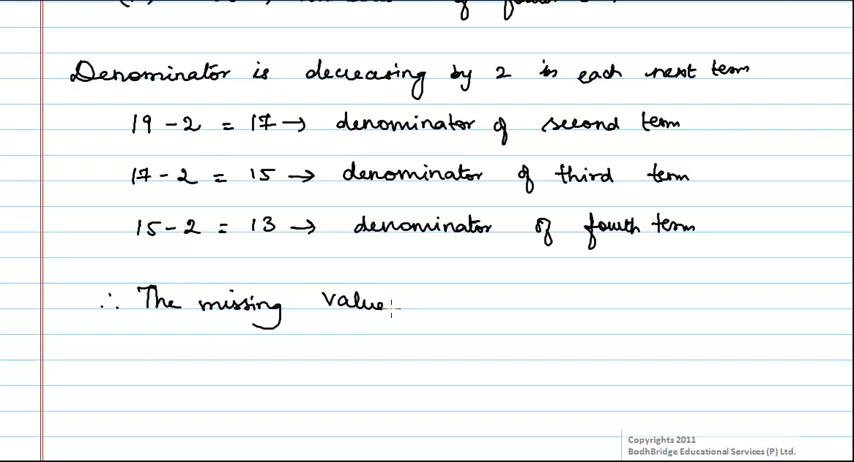 Denominator is decreasing by 2 in each next term
19 - 2 = 17 → denominator of second term
17 - 2 = 15 → denominator of third term
15 - 2 = 13 → denominator of fourth term
∴ The missing value
Copyrights 2011
BodhBridge Educational Services (P) Ltd.